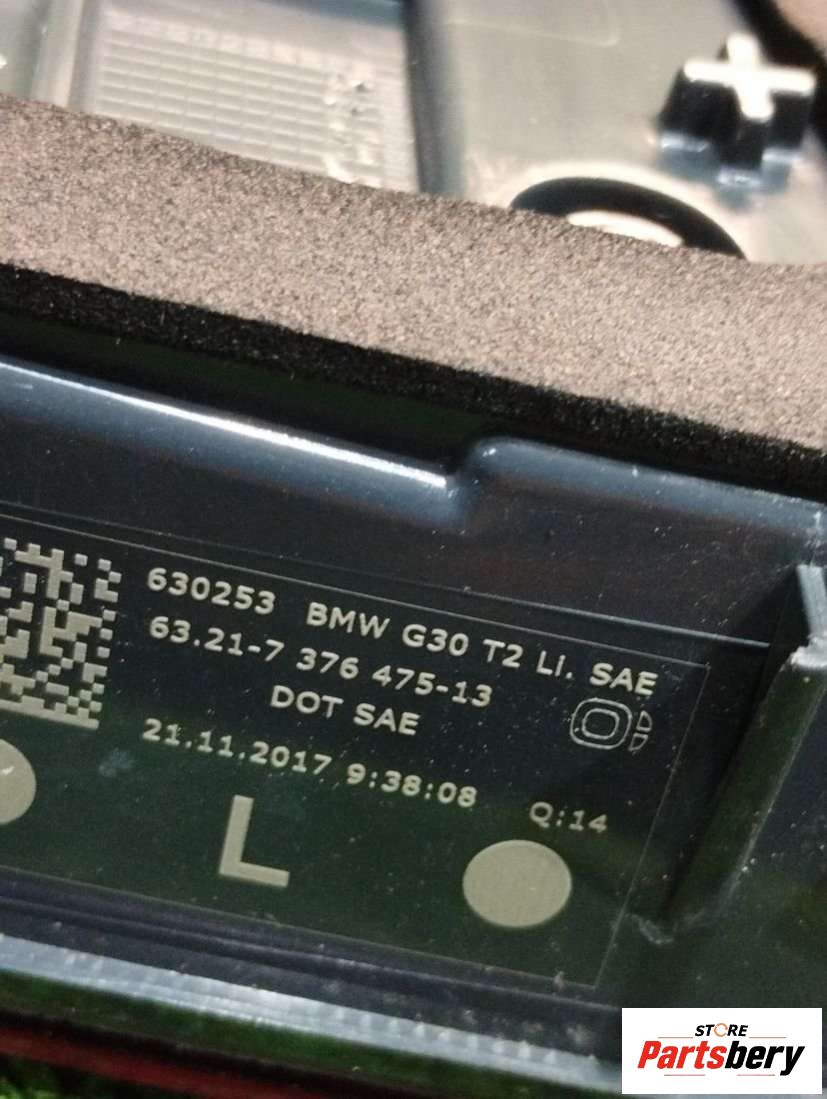 630253 BMW G30 T2 Li. SAE
63.21-7 376 475-13
DOT SAE
21.11.2017 9:38:08 Q:14
L
STORE
Partsbery